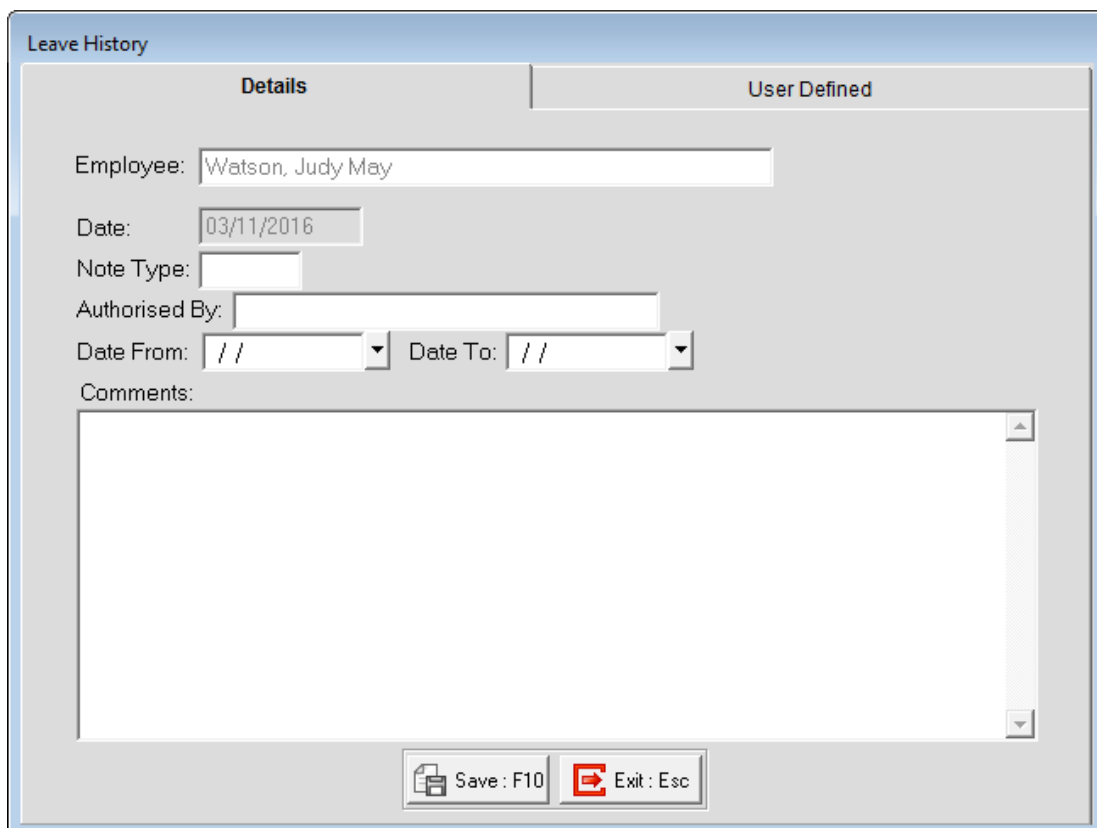 Leave History
Details User Defined
Employee: Watson, Judy May
Date: 03/11/2016
Note Type:
Authorised By:
Date From: / / Date To: / /
Comments:
Save : F10 Exit : Esc